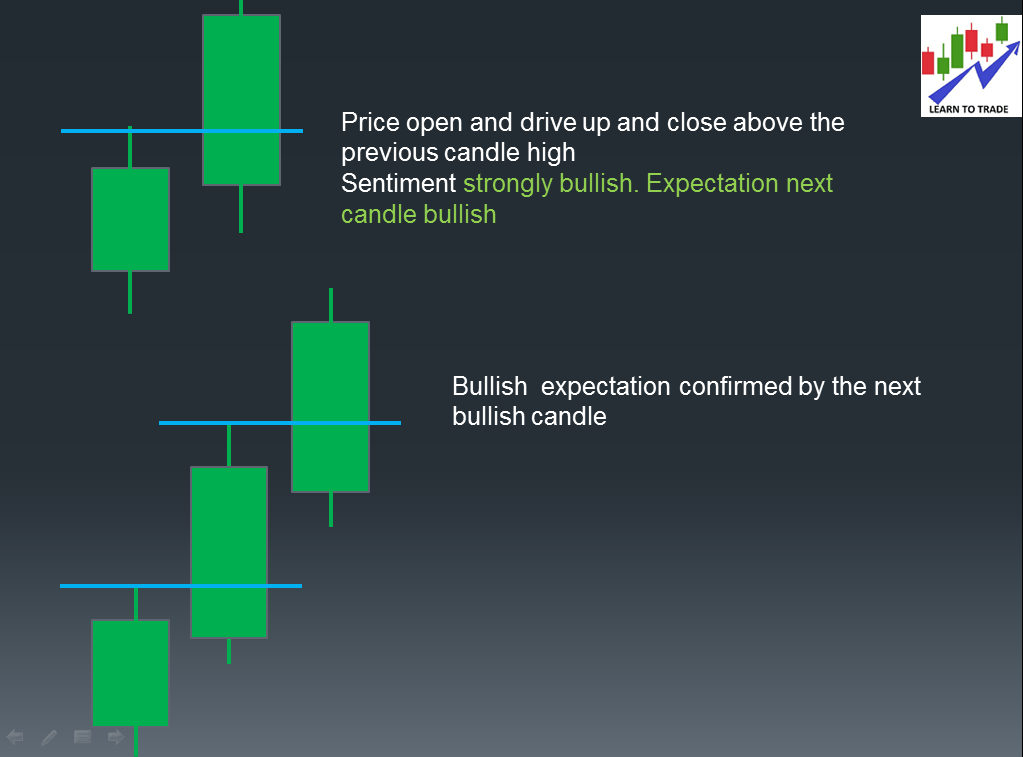 LEARN TO TRADE
Price open and drive up and close above the
previous candle high
Sentiment strongly bullish. Expectation next
candle bullish
Bullish  expectation confirmed by the next
bullish candle